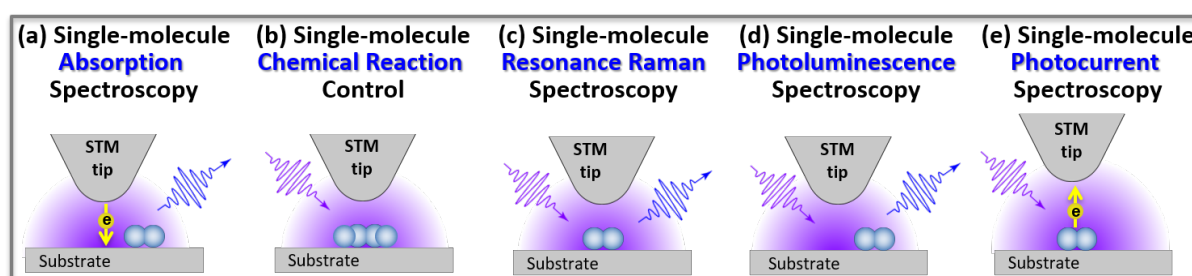 (a) Single-molecule
Absorption
Spectroscopy
(b) Single-molecule
Chemical Reaction
Control
(c) Single-molecule
Resonance Raman
Spectroscopy
(d) Single-molecule
Photoluminescence
Spectroscopy
(e) Single-molecule
Photocurrent
Spectroscopy
STM
tip
e
Substrate
STM
tip
Substrate
STM
tip
Substrate
STM
tip
Substrate
STM
tip
e
Substrate